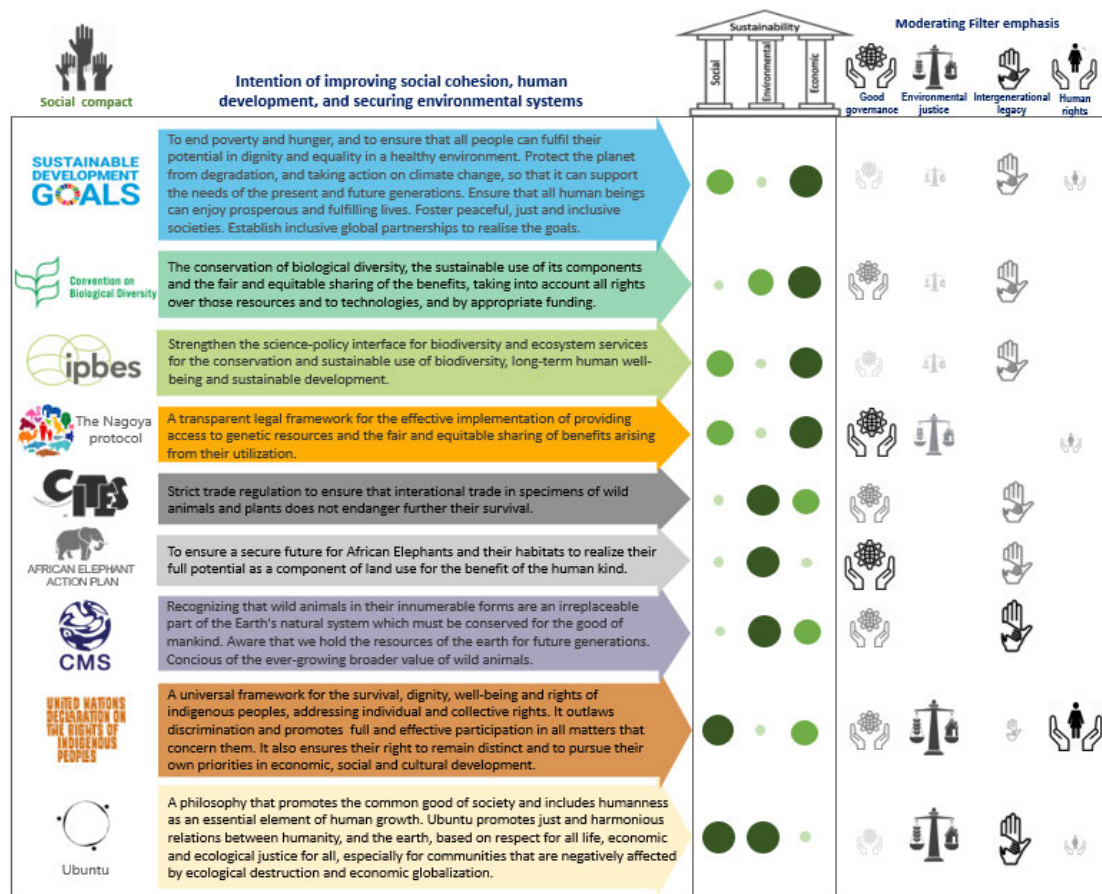 Sustainability
Moderating Filter emphasis
Social
Environmental
Economic
Social compact
Intention of improving social cohesion, human
development, and securing environmental systems
Good
governance
Environmental
justice
Intergenerational
legacy
Human
rights
SUSTAINABLE
DEVELOPMENT
GOALS
To end poverty and hunger, and to ensure that all people can fulfil their
potential in dignity and equality in a healthy environment. Protect the planet
from degradation, and taking action on climate change, so that it can support
the needs of the present and future generations. Ensure that all human beings
can enjoy prosperous and fulfilling lives. Foster peaceful, just and inclusive
societies. Establish inclusive global partnerships to realise the goals.
Convention on
Biological Diversity
The conservation of biological diversity, the sustainable use of its components
and the fair and equitable sharing of the benefits, taking into account all rights
over those resources and to technologies, and by appropriate funding.
ipbes
Strengthen the science-policy interface for biodiversity and ecosystem services
for the conservation and sustainable use of biodiversity, long-term human well-
being and sustainable development.
The Nagoya
protocol
A transparent legal framework for the effective implementation of providing
access to genetic resources and the fair and equitable sharing of benefits arising
from their utilization.
CITES
Strict trade regulation to ensure that interational trade in specimens of wild
animals and plants does not endanger further their survival.
AFRICAN ELEPHANT
ACTION PLAN
To ensure a secure future for African Elephants and their habitats to realize their
full potential as a component of land use for the benefit of the human kind.
CMS
Recognizing that wild animals in their innumerable forms are an irreplaceable
part of the Earth's natural system which must be conserved for the good of
mankind. Aware that we hold the resources of the earth for future generations.
Concious of the ever-growing broader value of wild animals.
UNITED NATIONS
DECLARATION ON
THE RIGHTS OF
INDIGENOUS
PEOPLES
A universal framework for the survival, dignity, well-being and rights of
indigenous peoples, addressing individual and collective rights. It outlaws
discrimination and promotes full and effective participation in all matters that
concern them. It also ensures their right to remain distinct and to pursue their
own priorities in economic, social and cultural development.
Ubuntu
A philosophy that promotes the common good of society and includes humanness
as an essential element of human growth. Ubuntu promotes just and harmonious
relations between humanity, and the earth, based on respect for all life, economic
and ecological justice for all, especially for communities that are negatively affected
by ecological destruction and economic globalization.